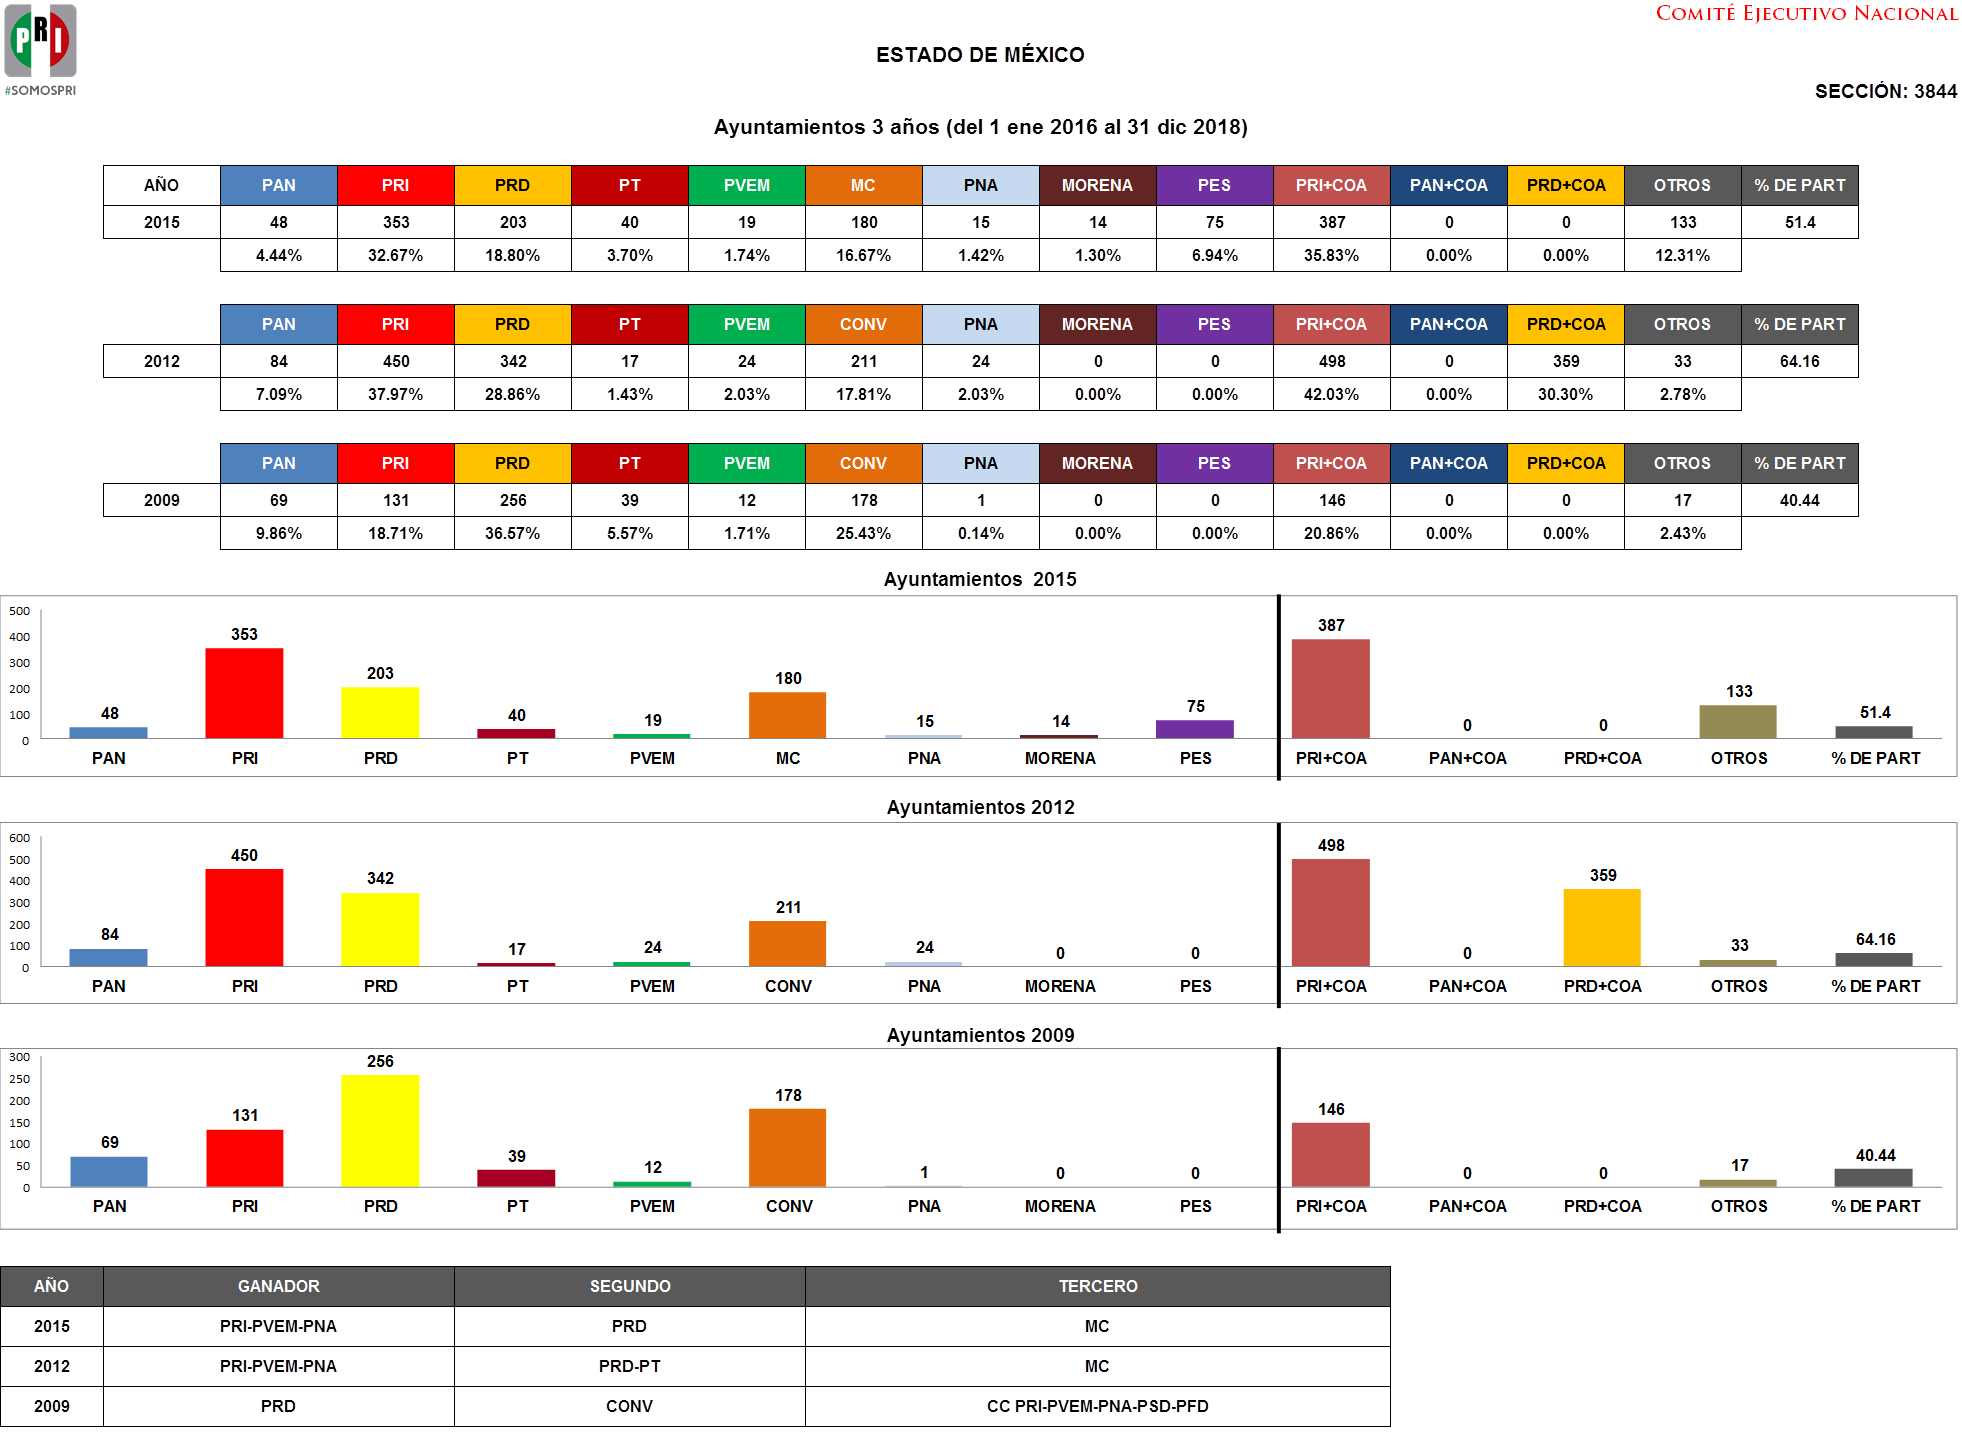 PRI
#SOMOSPRI
COMITÉ EJECUTIVO NACIONAL
ESTADO DE MÉXICO
SECCIÓN: 3844
Ayuntamientos 3 años (del 1 ene 2016 al 31 dic 2018)
AÑO PAN PRI PRD PT PVEM MC PNA MORENA PES PRI+COA PAN+COA PRD+COA OTROS % DE PART
2015 48 353 203 40 19 180 15 14 75 387 0 0 133 51.4
4.44% 32.67% 18.80% 3.70% 1.74% 16.67% 1.42% 1.30% 6.94% 35.83% 0.00% 0.00% 12.31%
PAN PRI PRD PT PVEM CONV PNA MORENA PES PRI+COA PAN+COA PRD+COA OTROS % DE PART
2012 84 450 342 17 24 211 24 0 0 498 0 359 33 64.16
7.09% 37.97% 28.86% 1.43% 2.03% 17.81% 2.03% 0.00% 0.00% 42.03% 0.00% 30.30% 2.78%
PAN PRI PRD PT PVEM CONV PNA MORENA PES PRI+COA PAN+COA PRD+COA OTROS % DE PART
2009 69 131 256 39 12 178 1 0 0 146 0 0 17 40.44
9.86% 18.71% 36.57% 5.57% 1.71% 25.43% 0.14% 0.00% 0.00% 20.86% 0.00% 0.00% 2.43%
Ayuntamientos 2015
500
400
300
200
100
0
48 353 203 40 19 180 15 14 75 387 0 0 133 51.4
PAN PRI PRD PT PVEM MC PNA MORENA PES PRI+COA PAN+COA PRD+COA OTROS % DE PART
Ayuntamientos 2012
600
500
400
300
200
100
0
84 450 342 17 24 211 24 0 0 498 0 359 33 64.16
PAN PRI PRD PT PVEM CONV PNA MORENA PES PRI+COA PAN+COA PRD+COA OTROS % DE PART
Ayuntamientos 2009
300
250
200
150
100
50
0
69 131 256 39 12 178 1 0 0 146 0 0 17 40.44
PAN PRI PRD PT PVEM CONV PNA MORENA PES PRI+COA PAN+COA PRD+COA OTROS % DE PART
AÑO GANADOR SEGUNDO TERCERO
2015 PRI-PVEM-PNA PRD MC
2012 PRI-PVEM-PNA PRD-PT MC
2009 PRD CONV CC PRI-PVEM-PNA-PSD-PFD